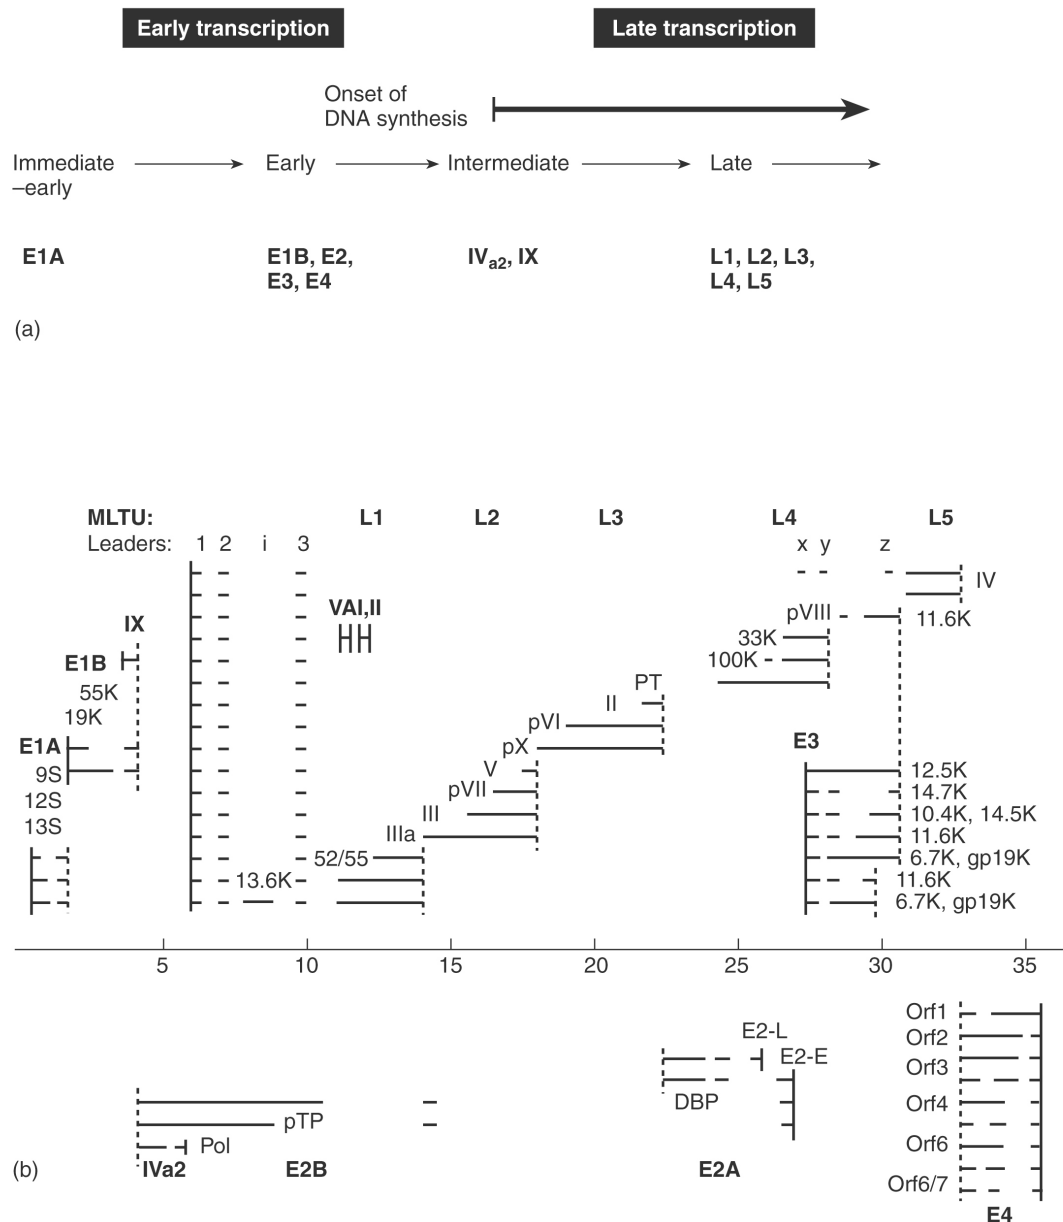 Early transcription
Late transcription
Onset of
DNA synthesis
Immediate
–early
Early
Intermediate
Late
E1A
E1B, E2,
E3, E4
IVa2, IX
L1, L2, L3,
L4, L5
(a)
MLTU: L1 L2 L3 L4 L5
Leaders: 1 2 i 3 x y z
IV
VAI,II
pVIII 11.6K
IX
33K
E1B 100K
PT
55K
II
19K
pVI
E1A pX E3
9S V 12.5K
12S pVII 14.7K
III 10.4K, 14.5K
13S
IIIa 11.6K
52/55 6.7K, gp19K
13.6K 11.6K
6.7K, gp19K
5 10 15 20 25 30 35
Orf1
E2-L
Orf2
E2-E
Orf3
DBP Orf4
pTP
Pol Orf6
(b) IVa2 E2B E2A
Orf6/7
E4